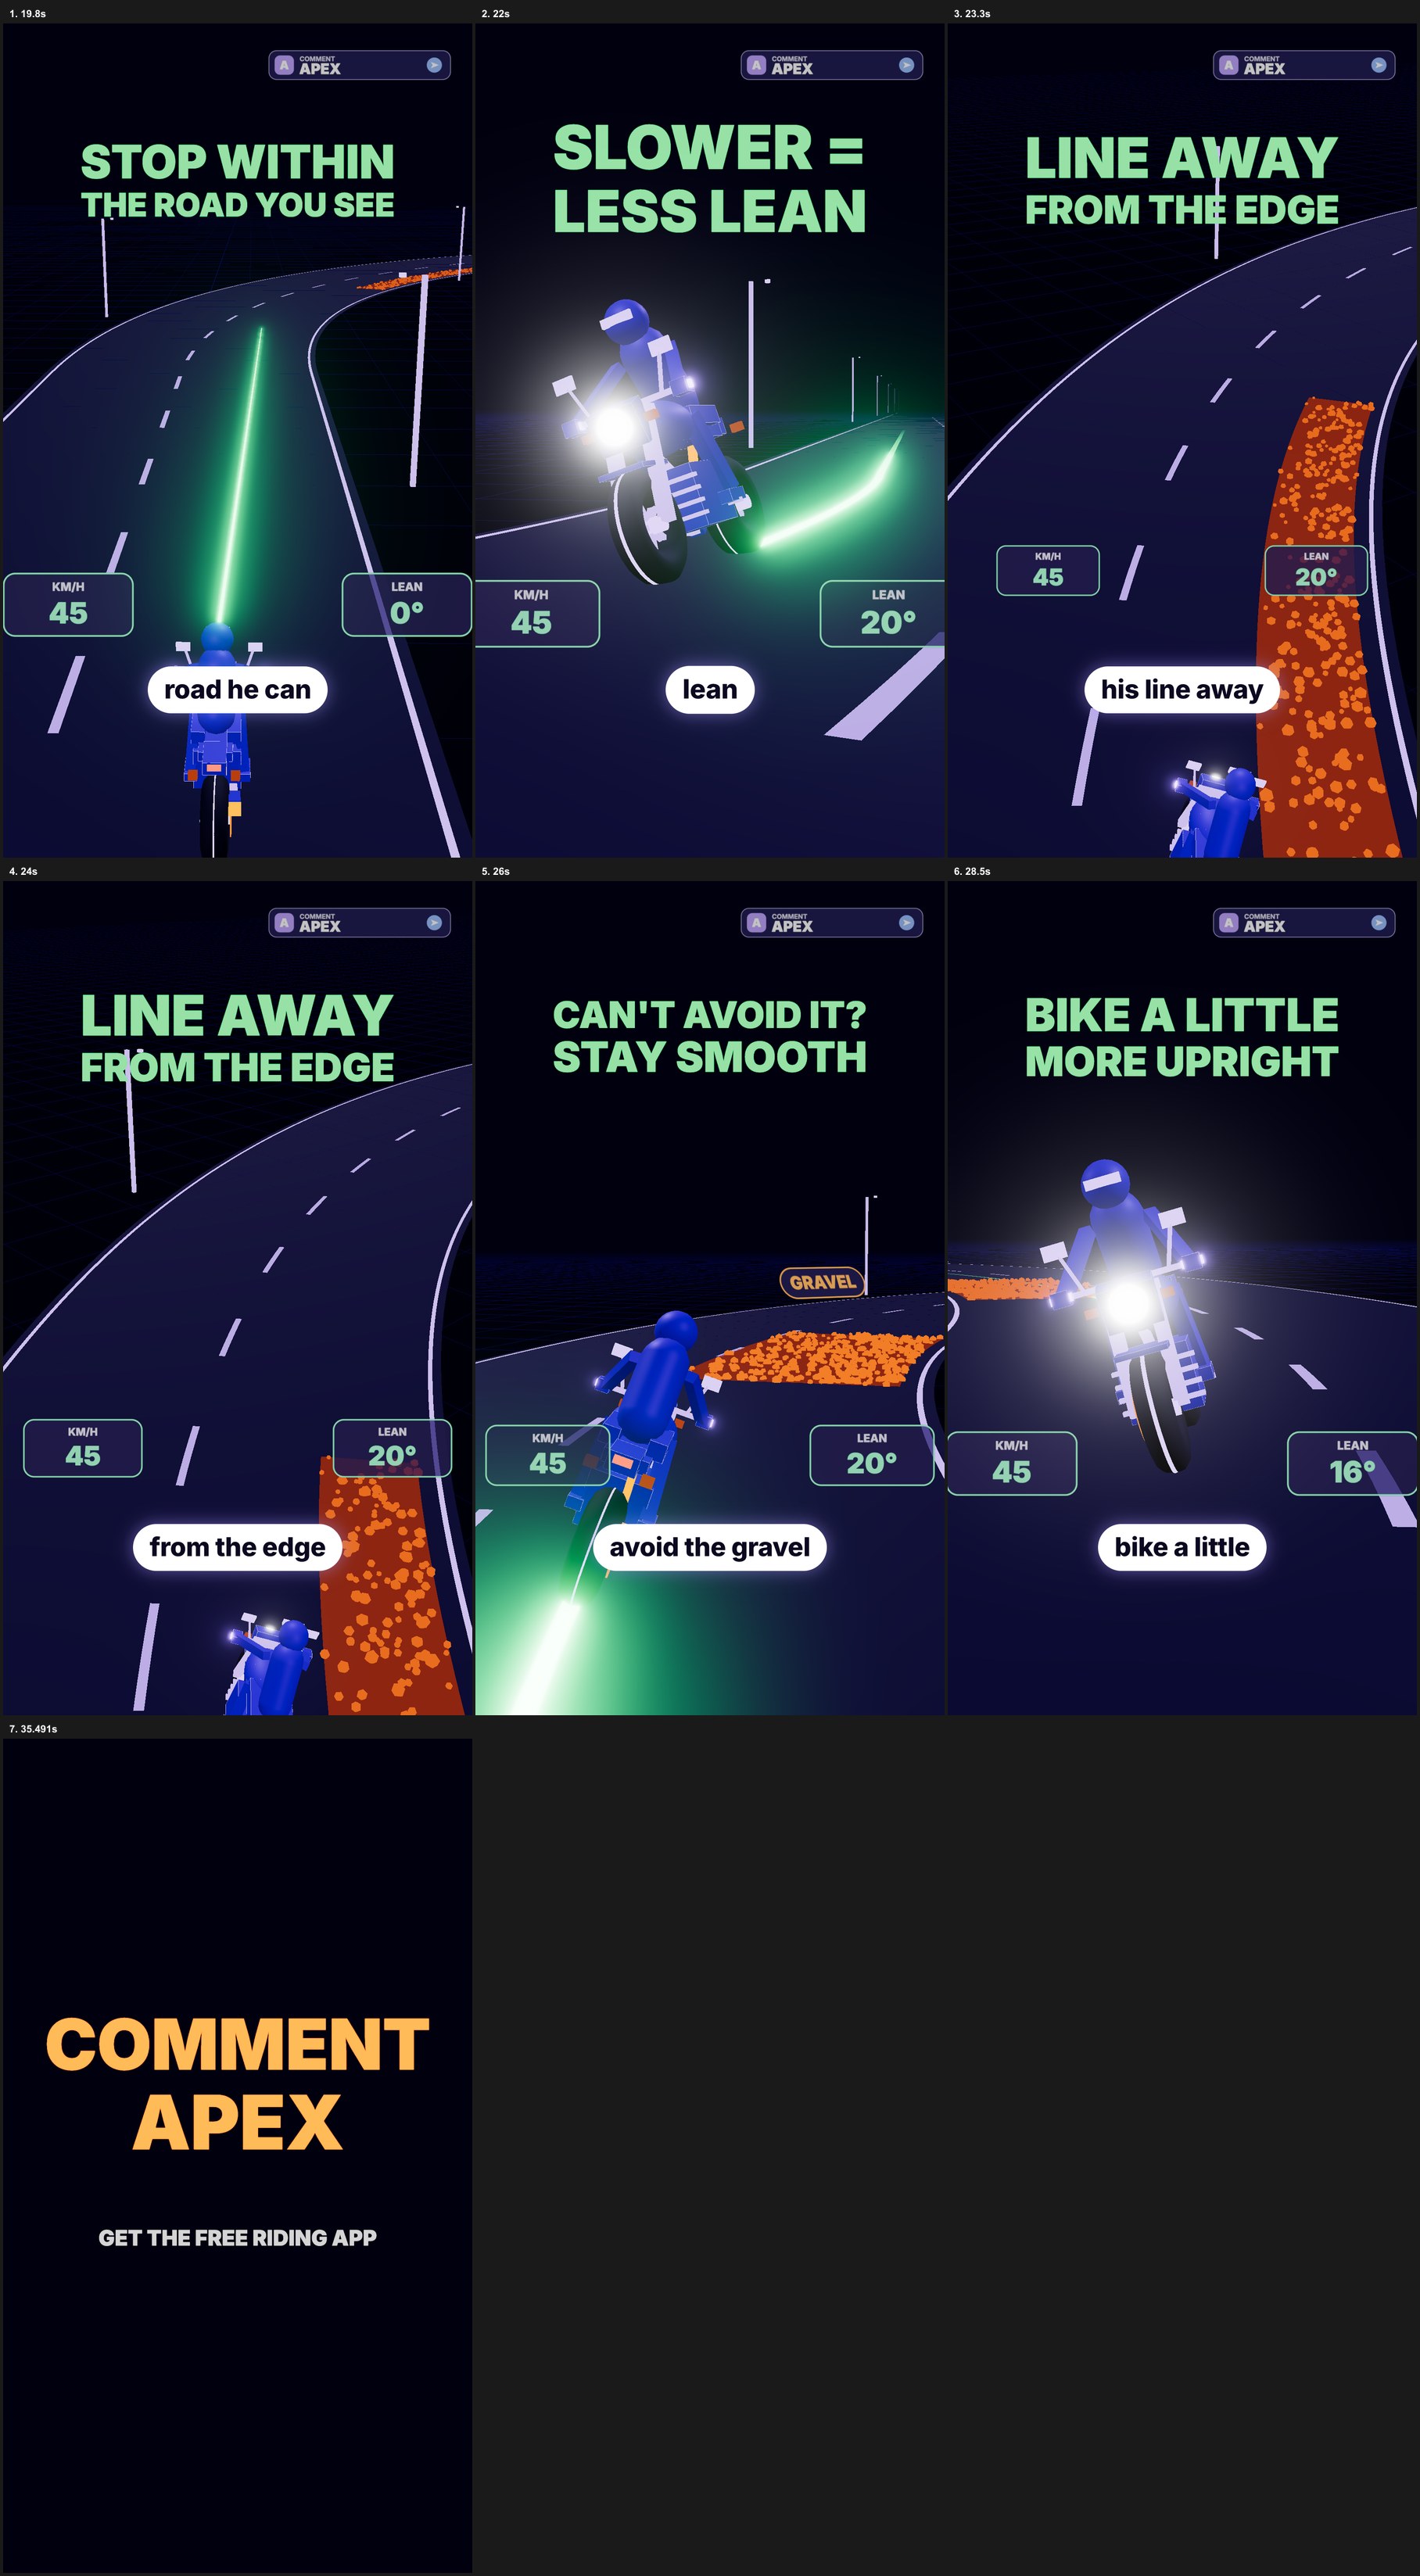 1. 19.8s
A
COMMENT
APEX
STOP WITHIN
THE ROAD YOU SEE
KM/H
45
LEAN
0°
road he can
2. 22s
A
COMMENT
APEX
SLOWER =
LESS LEAN
KM/H
45
LEAN
20°
lean
3. 23.3s
A
COMMENT
APEX
LINE AWAY
FROM THE EDGE
KM/H
45
LEAN
20°
his line away
4. 24s
A
COMMENT
APEX
LINE AWAY
FROM THE EDGE
KM/H
45
LEAN
20°
from the edge
5. 26s
A
COMMENT
APEX
CAN'T AVOID IT?
STAY SMOOTH
GRAVEL
KM/H
45
LEAN
20°
avoid the gravel
6. 28.5s
A
COMMENT
APEX
BIKE A LITTLE
MORE UPRIGHT
KM/H
45
LEAN
16°
bike a little
7. 35.491s
COMMENT
APEX
GET THE FREE RIDING APP